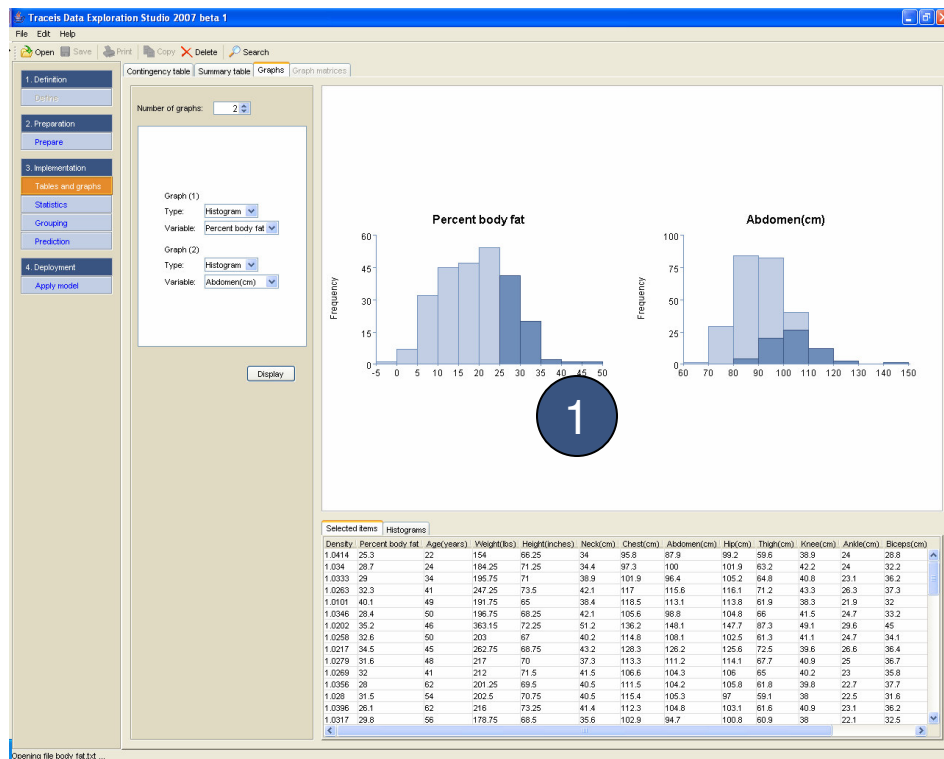 Traceis Data Exploration Studio 2007 beta 1
File Edit Help
Open Save Print Copy Delete Search
1. Definition
Define
2. Preparation
Prepare
3. Implementation
Tables and graphs
Statistics
Grouping
Prediction
4. Deployment
Apply model
Contingency table Summary table Graphs Graph matrices
Number of graphs: 2
Graph (1)
Type: Histogram
Variable: Percent body fat
Graph (2)
Type: Histogram
Variable: Abdomen(cm)
Display
Percent body fat
Frequency
60
45
30
15
0
-5 0 5 10 15 20 25 30 35 40 45 50
Abdomen(cm)
Frequency
100
75
50
25
0
60 70 80 90 100 110 120 130 140 150
1
Selected items Histograms
Density Percent body fat Age(years) Weight(lbs) Height(inches) Neck(cm) Chest(cm) Abdomen(cm) Hip(cm) Thigh(cm) Knee(cm) Ankle(cm) Biceps(cm)
1.0414 25.3 22 154 66.25 34 95.8 87.9 99.2 59.6 38.9 24 28.8
1.034 28.7 24 184.25 71.25 34.4 97.3 100 101.9 63.2 42.2 24 32.2
1.0333 29 34 195.75 71 38.9 101.9 96.4 105.2 64.8 40.8 23.1 36.2
1.0263 32.3 41 247.25 73.5 42.1 117 115.6 116.1 71.2 43.3 26.3 37.3
1.0101 40.1 49 191.75 65 38.4 118.5 113.1 113.8 61.9 38.3 21.9 32
1.0346 28.4 50 196.75 68.25 42.1 105.6 98.8 104.8 66 41.5 24.7 33.2
1.0202 35.2 46 363.15 72.25 51.2 136.2 148.1 147.7 87.3 49.1 29.6 45
1.0258 32.6 50 203 67 40.2 114.8 108.1 102.5 61.3 41.1 24.7 34.1
1.0217 34.5 45 262.75 68.75 43.2 128.3 126.2 125.6 72.5 39.6 26.6 36.4
1.0279 31.6 48 217 70 37.3 113.3 111.2 114.1 67.7 40.9 25 36.7
1.0269 32 41 212 71.5 41.5 106.6 104.3 106 65 40.2 23 35.8
1.0356 28 62 201.25 69.5 40.5 111.5 104.2 105.8 61.8 39.8 22.7 37.7
1.028 31.5 54 202.5 70.75 40.5 115.4 105.3 97 59.1 38 22.5 31.6
1.0396 26.1 62 216 73.25 41.4 112.3 104.8 103.1 61.6 40.9 23.1 36.2
1.0317 29.8 56 178.75 68.5 35.6 102.9 94.7 100.8 60.9 38 22.1 32.5
Opening file body fat.txt ...